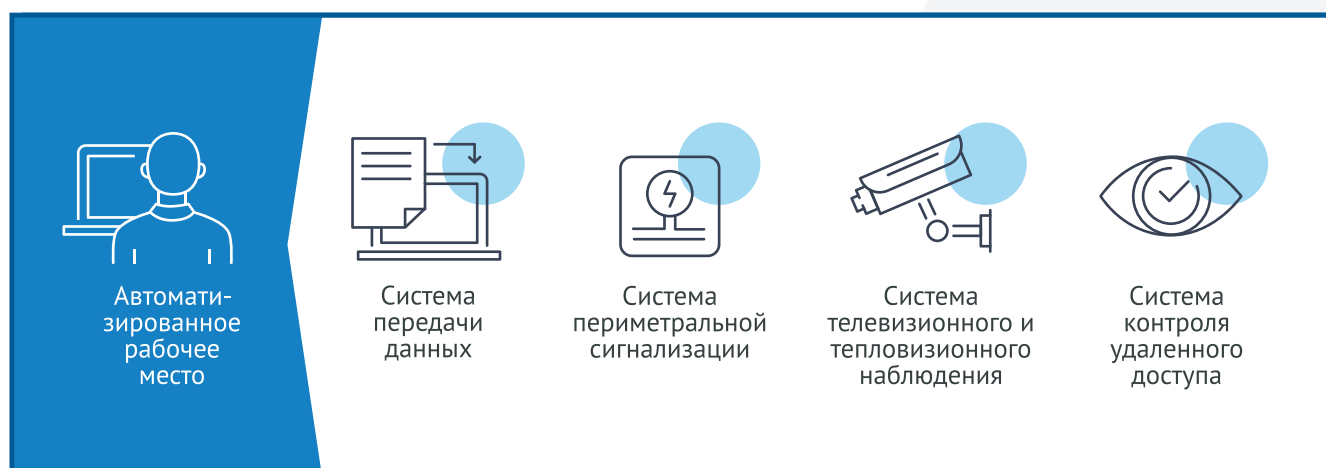 Автомати-
зированное
рабочее
место
Система
передачи
данных
Система
периметральной
сигнализации
Система
телевизионного и
тепловизионного
наблюдения
Система
контроля
удаленного
доступа